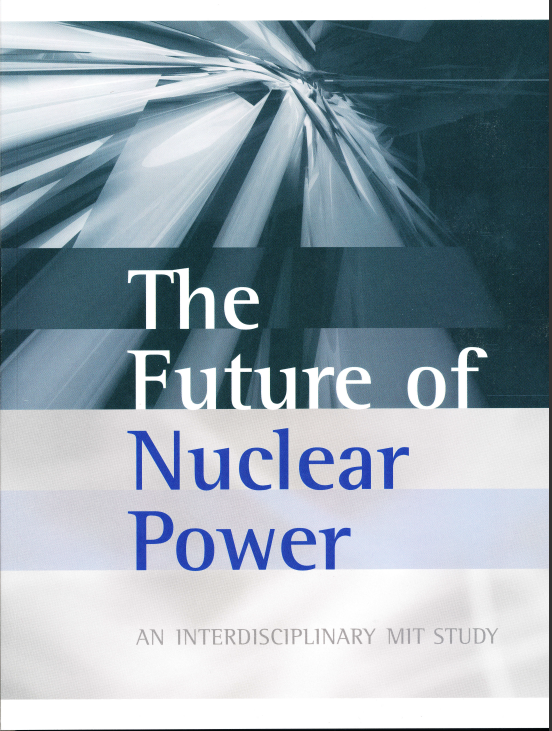 The
Future of
Nuclear
Power
AN INTERDISCIPLINARY MIT STUDY